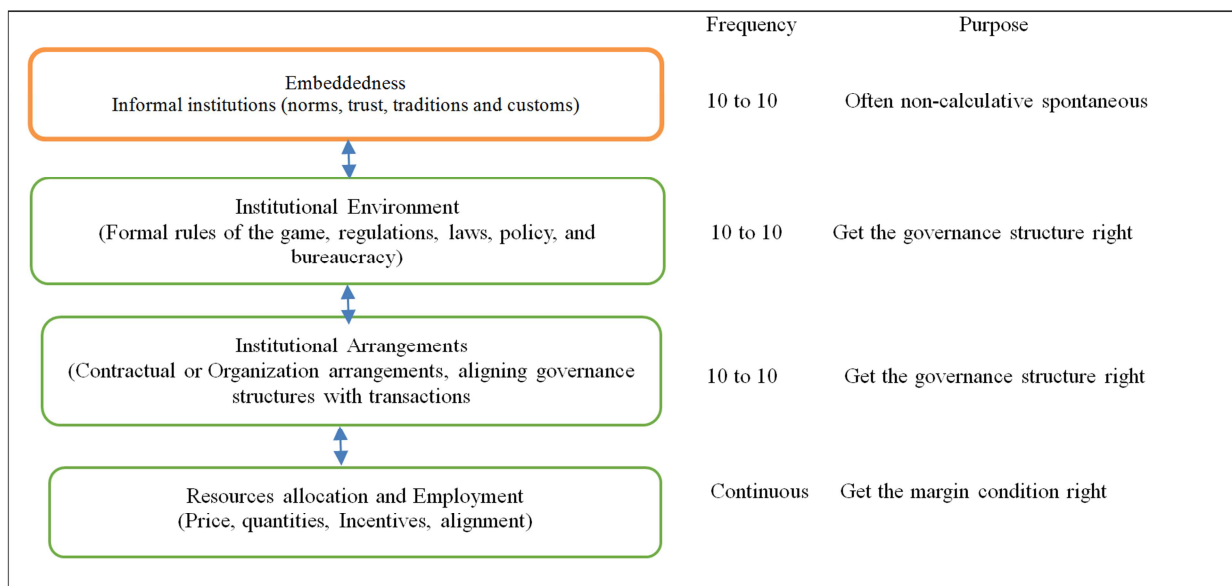 Frequency Purpose
Embeddedness
Informal institutions (norms, trust, traditions and customs)
10 to 10 Often non-calculative spontaneous
Institutional Environment
(Formal rules of the game, regulations, laws, policy, and
bureaucracy)
10 to 10 Get the governance structure right
Institutional Arrangements
(Contractual or Organization arrangements, aligning governance
structures with transactions
10 to 10 Get the governance structure right
Resources allocation and Employment
(Price, quantities, Incentives, alignment)
Continuous Get the margin condition right